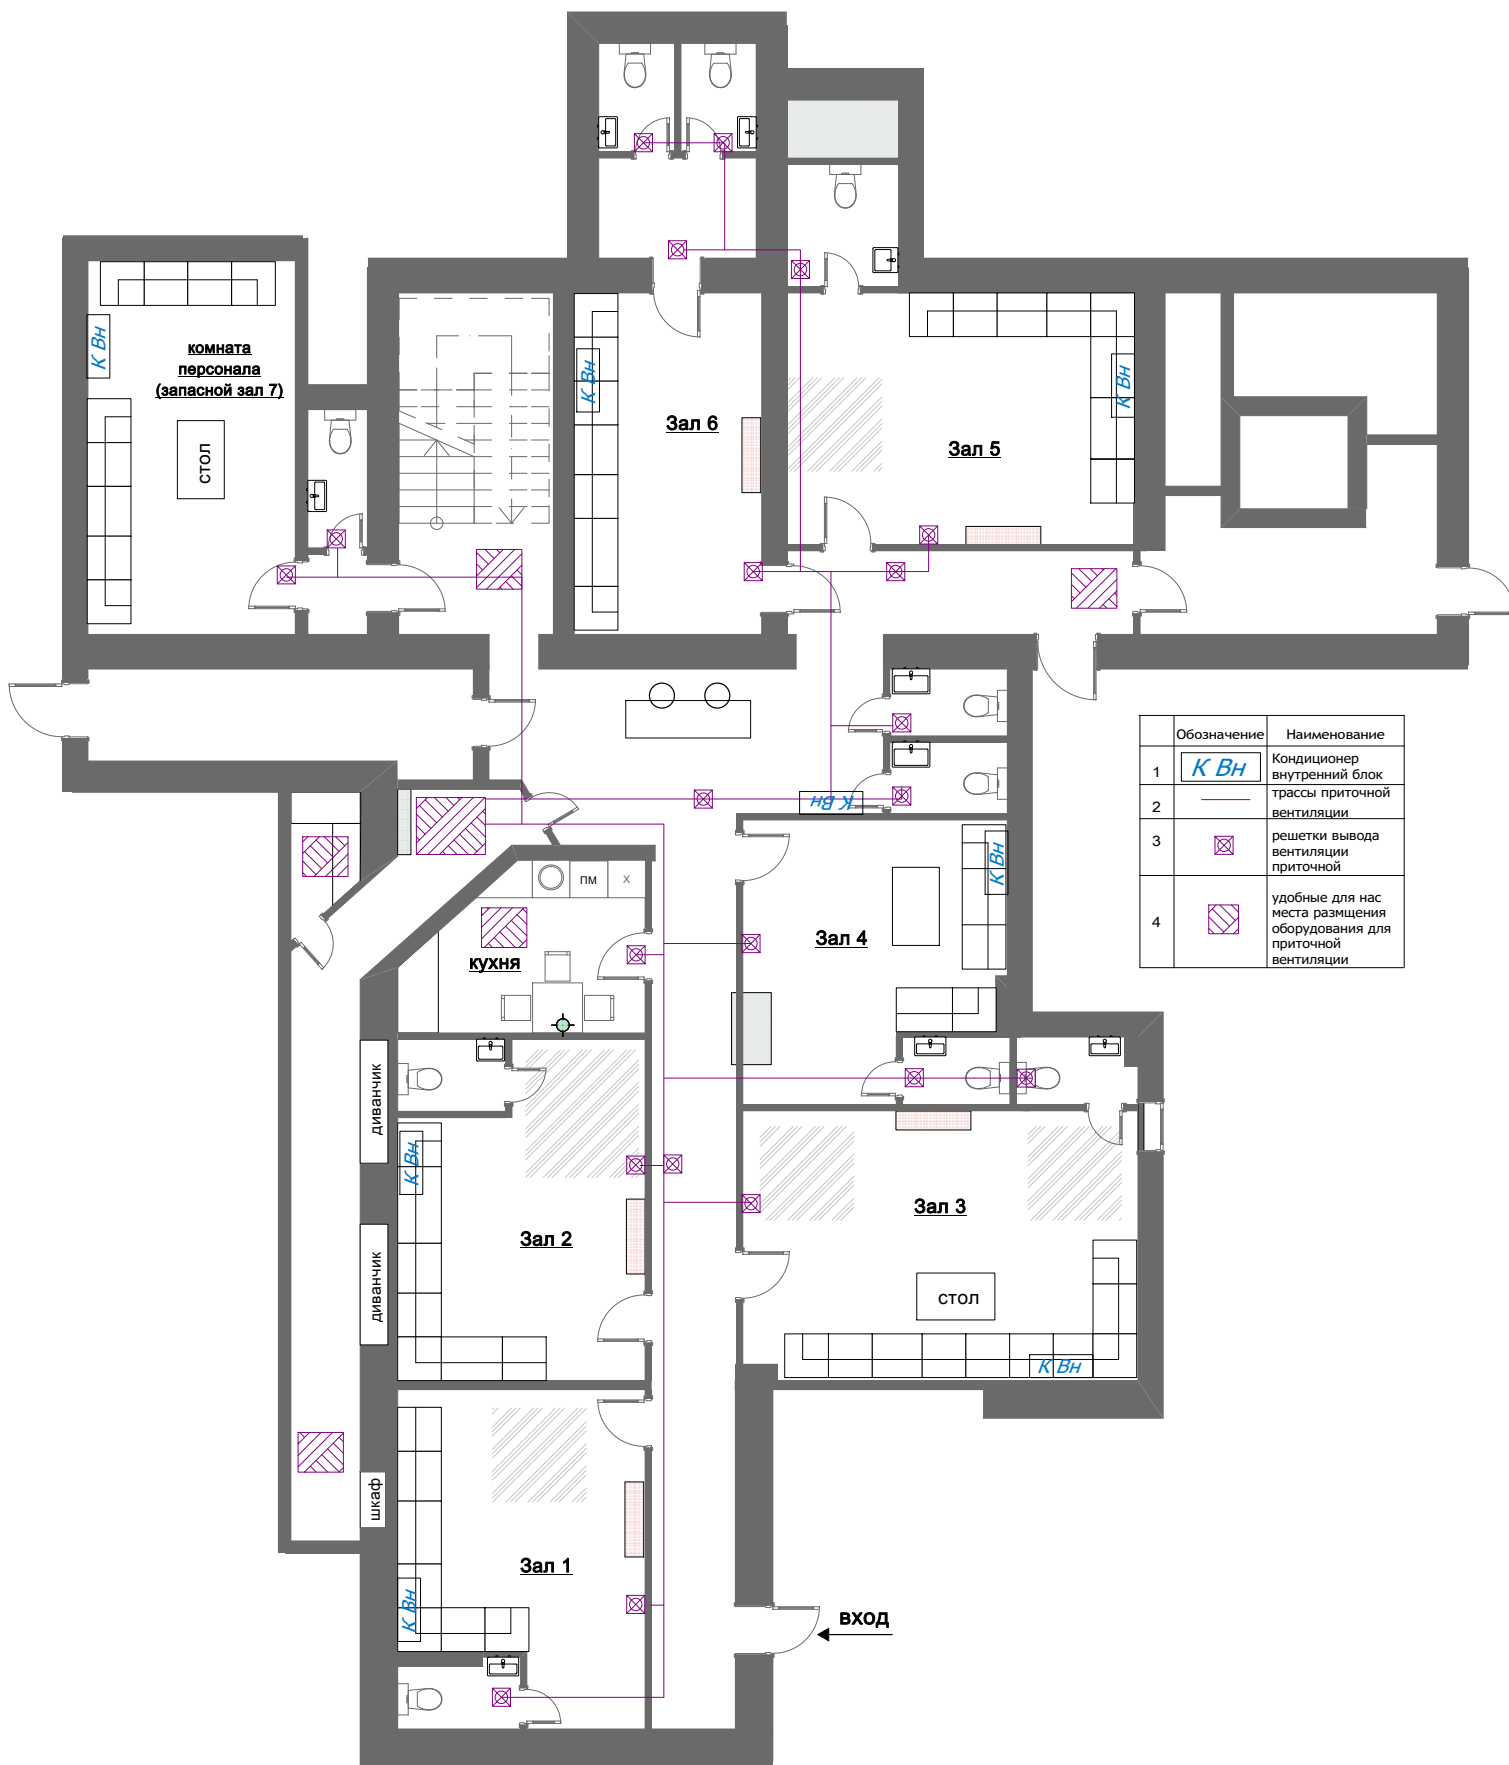 К Вн
комната
персонала
(запасной зал 7)
стол
К Вн
Зал 6
К Вн
Зал 5
Обозначение Наименование
1 К Вн Кондиционер
внутренний блок
2 трассы приточной
вентиляции
3 решетки вывода
вентиляции
приточной
4 удобные для нас
места размщения
оборудования для
приточной
вентиляции
К Вн
пм
х
кухня
Зал 4
К Вн
диванчик
К Вн
диванчик
Зал 2
Зал 3
стол
К Вн
шкаф
Зал 1
К Вн
вход